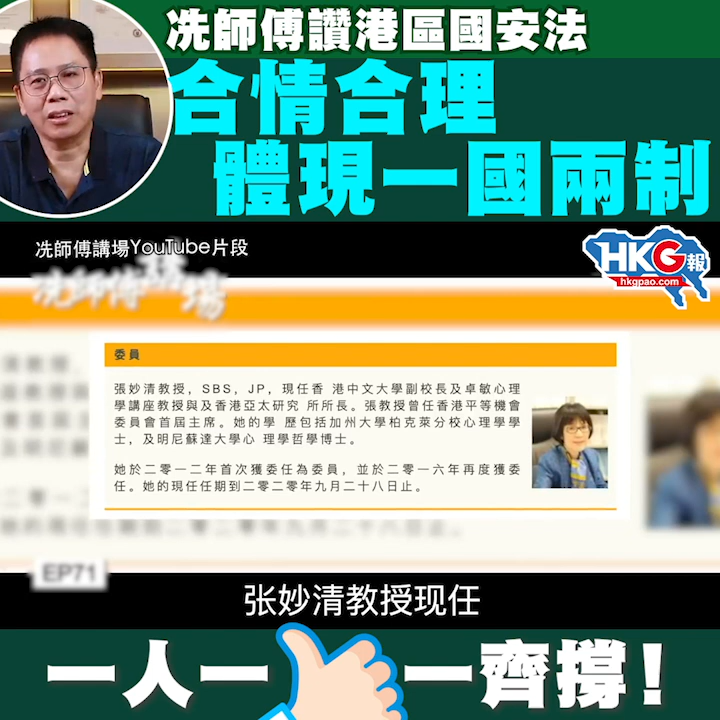 冼師傅讚港區國安法
合情合理
體現一國兩制
冼師傅講場YouTube片段
HKG報
hkgpao.com
冼師傅講場
委員
張妙清教授，SBS，JP，現任香 港中文大學副校長及卓敏心理
學講座教授與及香港亞太研究 所所長。張教授曾任香港平等機會
委員會首屆主席。她的學 歷包括加州大學柏克萊分校心理學學
士，及明尼蘇達大學心 理學哲學博士。
她於二零一二年首次獲委任為委員，並於二零一六年再度獲委
任。她的現任任期到二零二零年九月二十八日止。
EP71
张妙清教授现任
一人一
一齊撐！